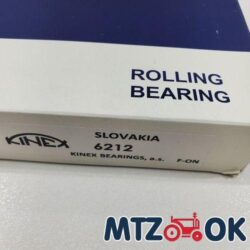 ROLLING
BEARING
KINEX
SLOVAKIA
6212
KINEX BEARINGS, a.s. F-ON
MTZ OK